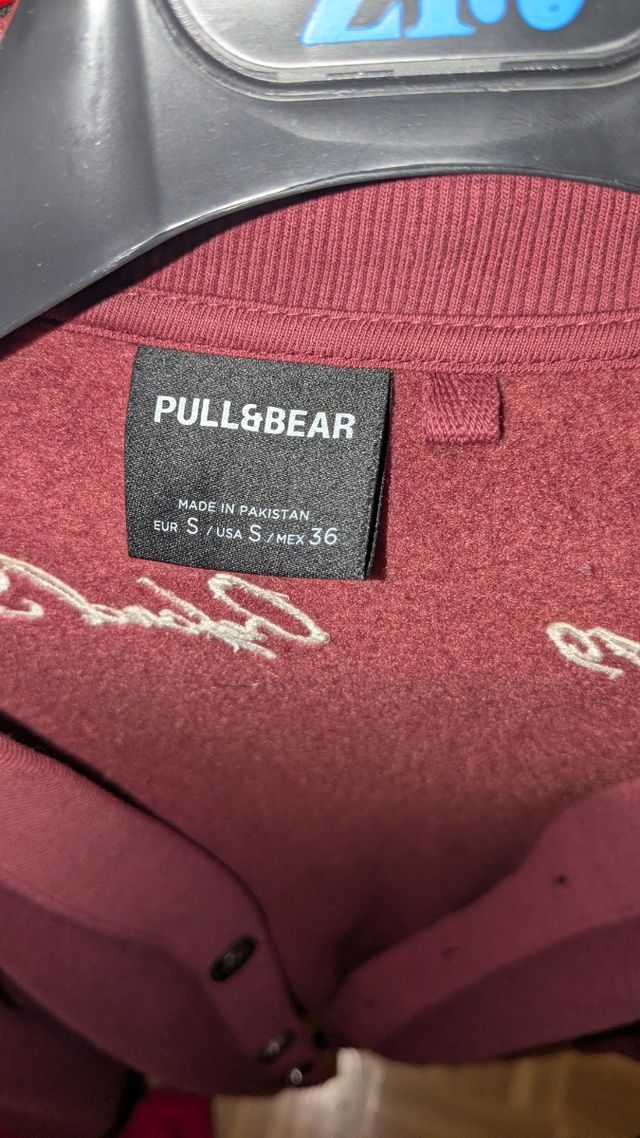 PULL&BEAR
MADE IN PAKISTAN
EUR S / USA S / MEX 36